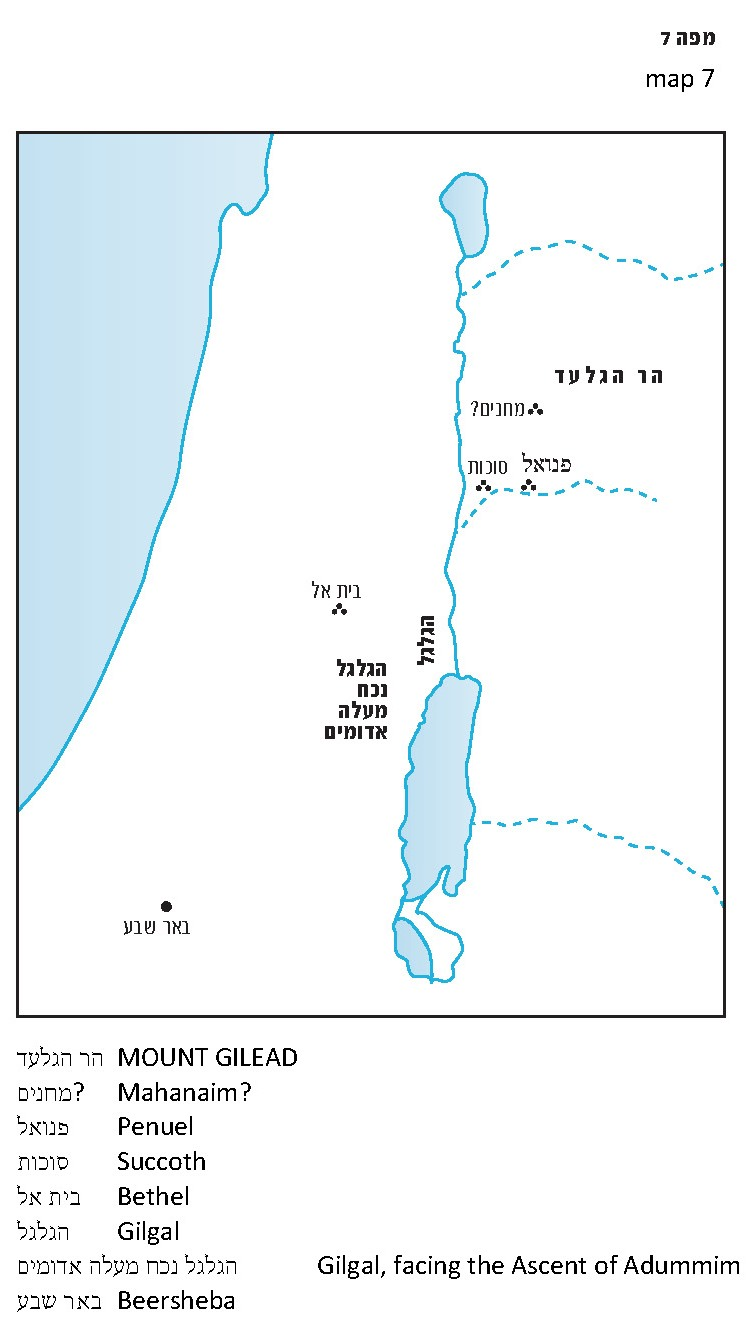 מפה 7
map 7
הר הגלעד
מחנים?
סוכות
פנואל
בית אל
הגלגל
הגלגל
נכח
מעלה
אדומים
באר שבע
הר הגלעד MOUNT GILEAD
מחנים? Mahanaim?
פנואל Penuel
סוכות Succoth
בית אל Bethel
הגלגל Gilgal
הגלגל נכח מעלה אדומים Gilgal, facing the Ascent of Adummim
באר שבע Beersheba